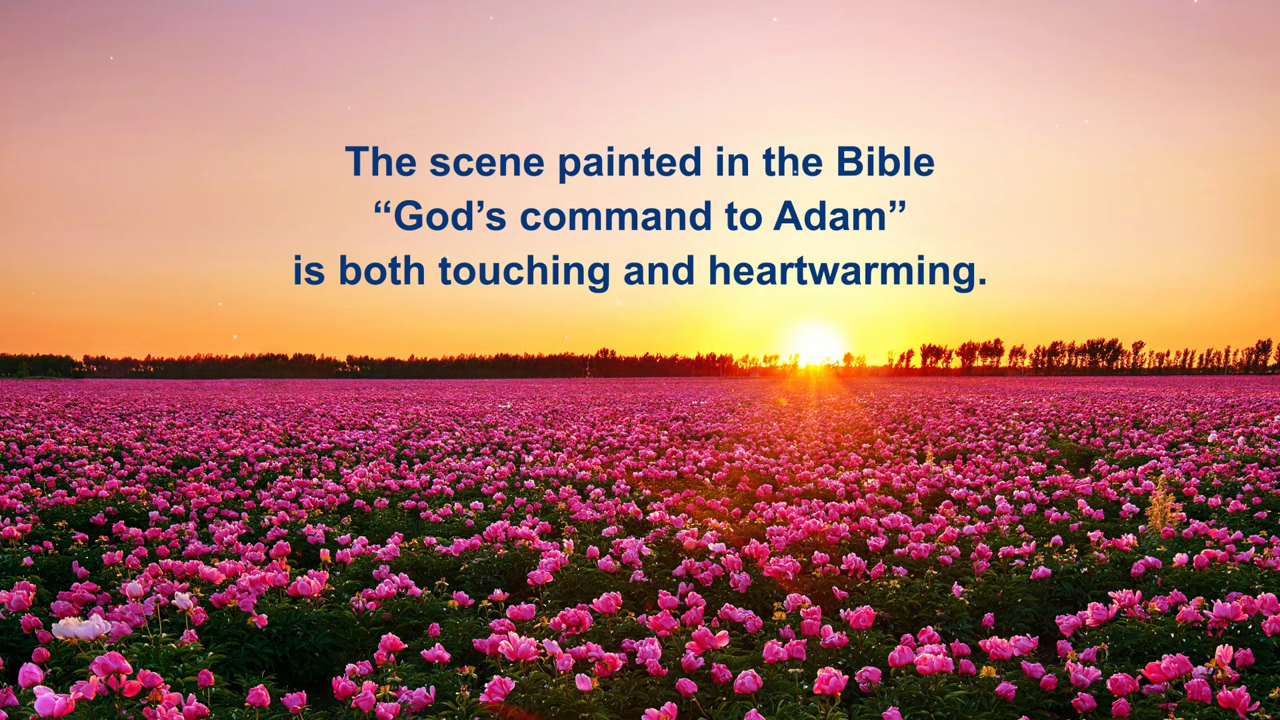 The scene painted in the Bible
“God’s command to Adam”
is both touching and heartwarming.